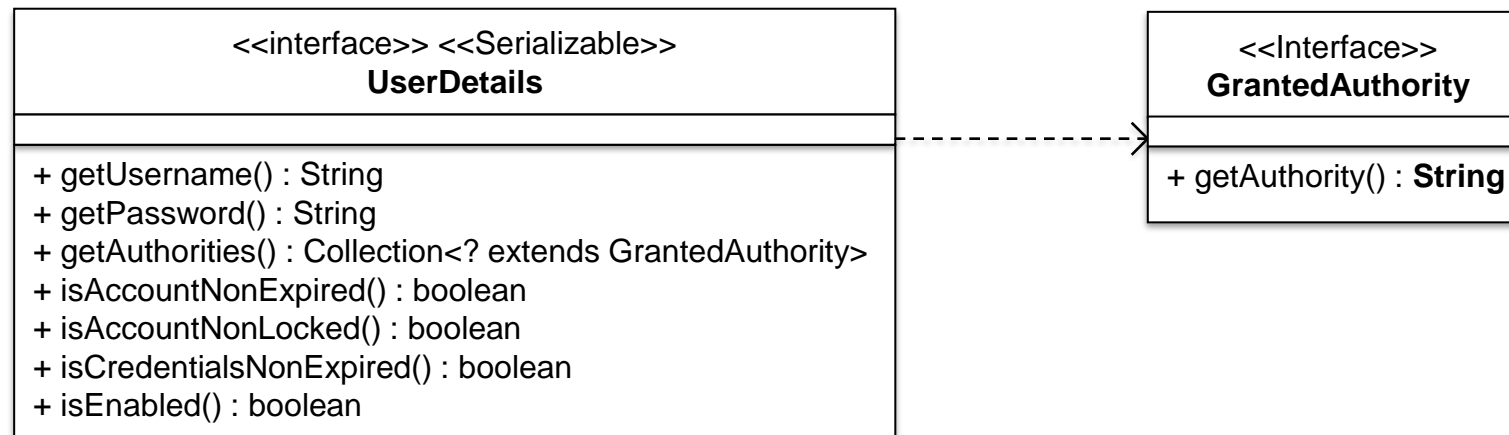 <<interface>> <<Serializable>>
UserDetails
+ getUsername() : String
+ getPassword() : String
+ getAuthorities() : Collection<? extends GrantedAuthority>
+ isAccountNonExpired() : boolean
+ isAccountNonLocked() : boolean
+ isCredentialsNonExpired() : boolean
+ isEnabled() : boolean
<<Interface>>
GrantedAuthority
+ getAuthority() : String